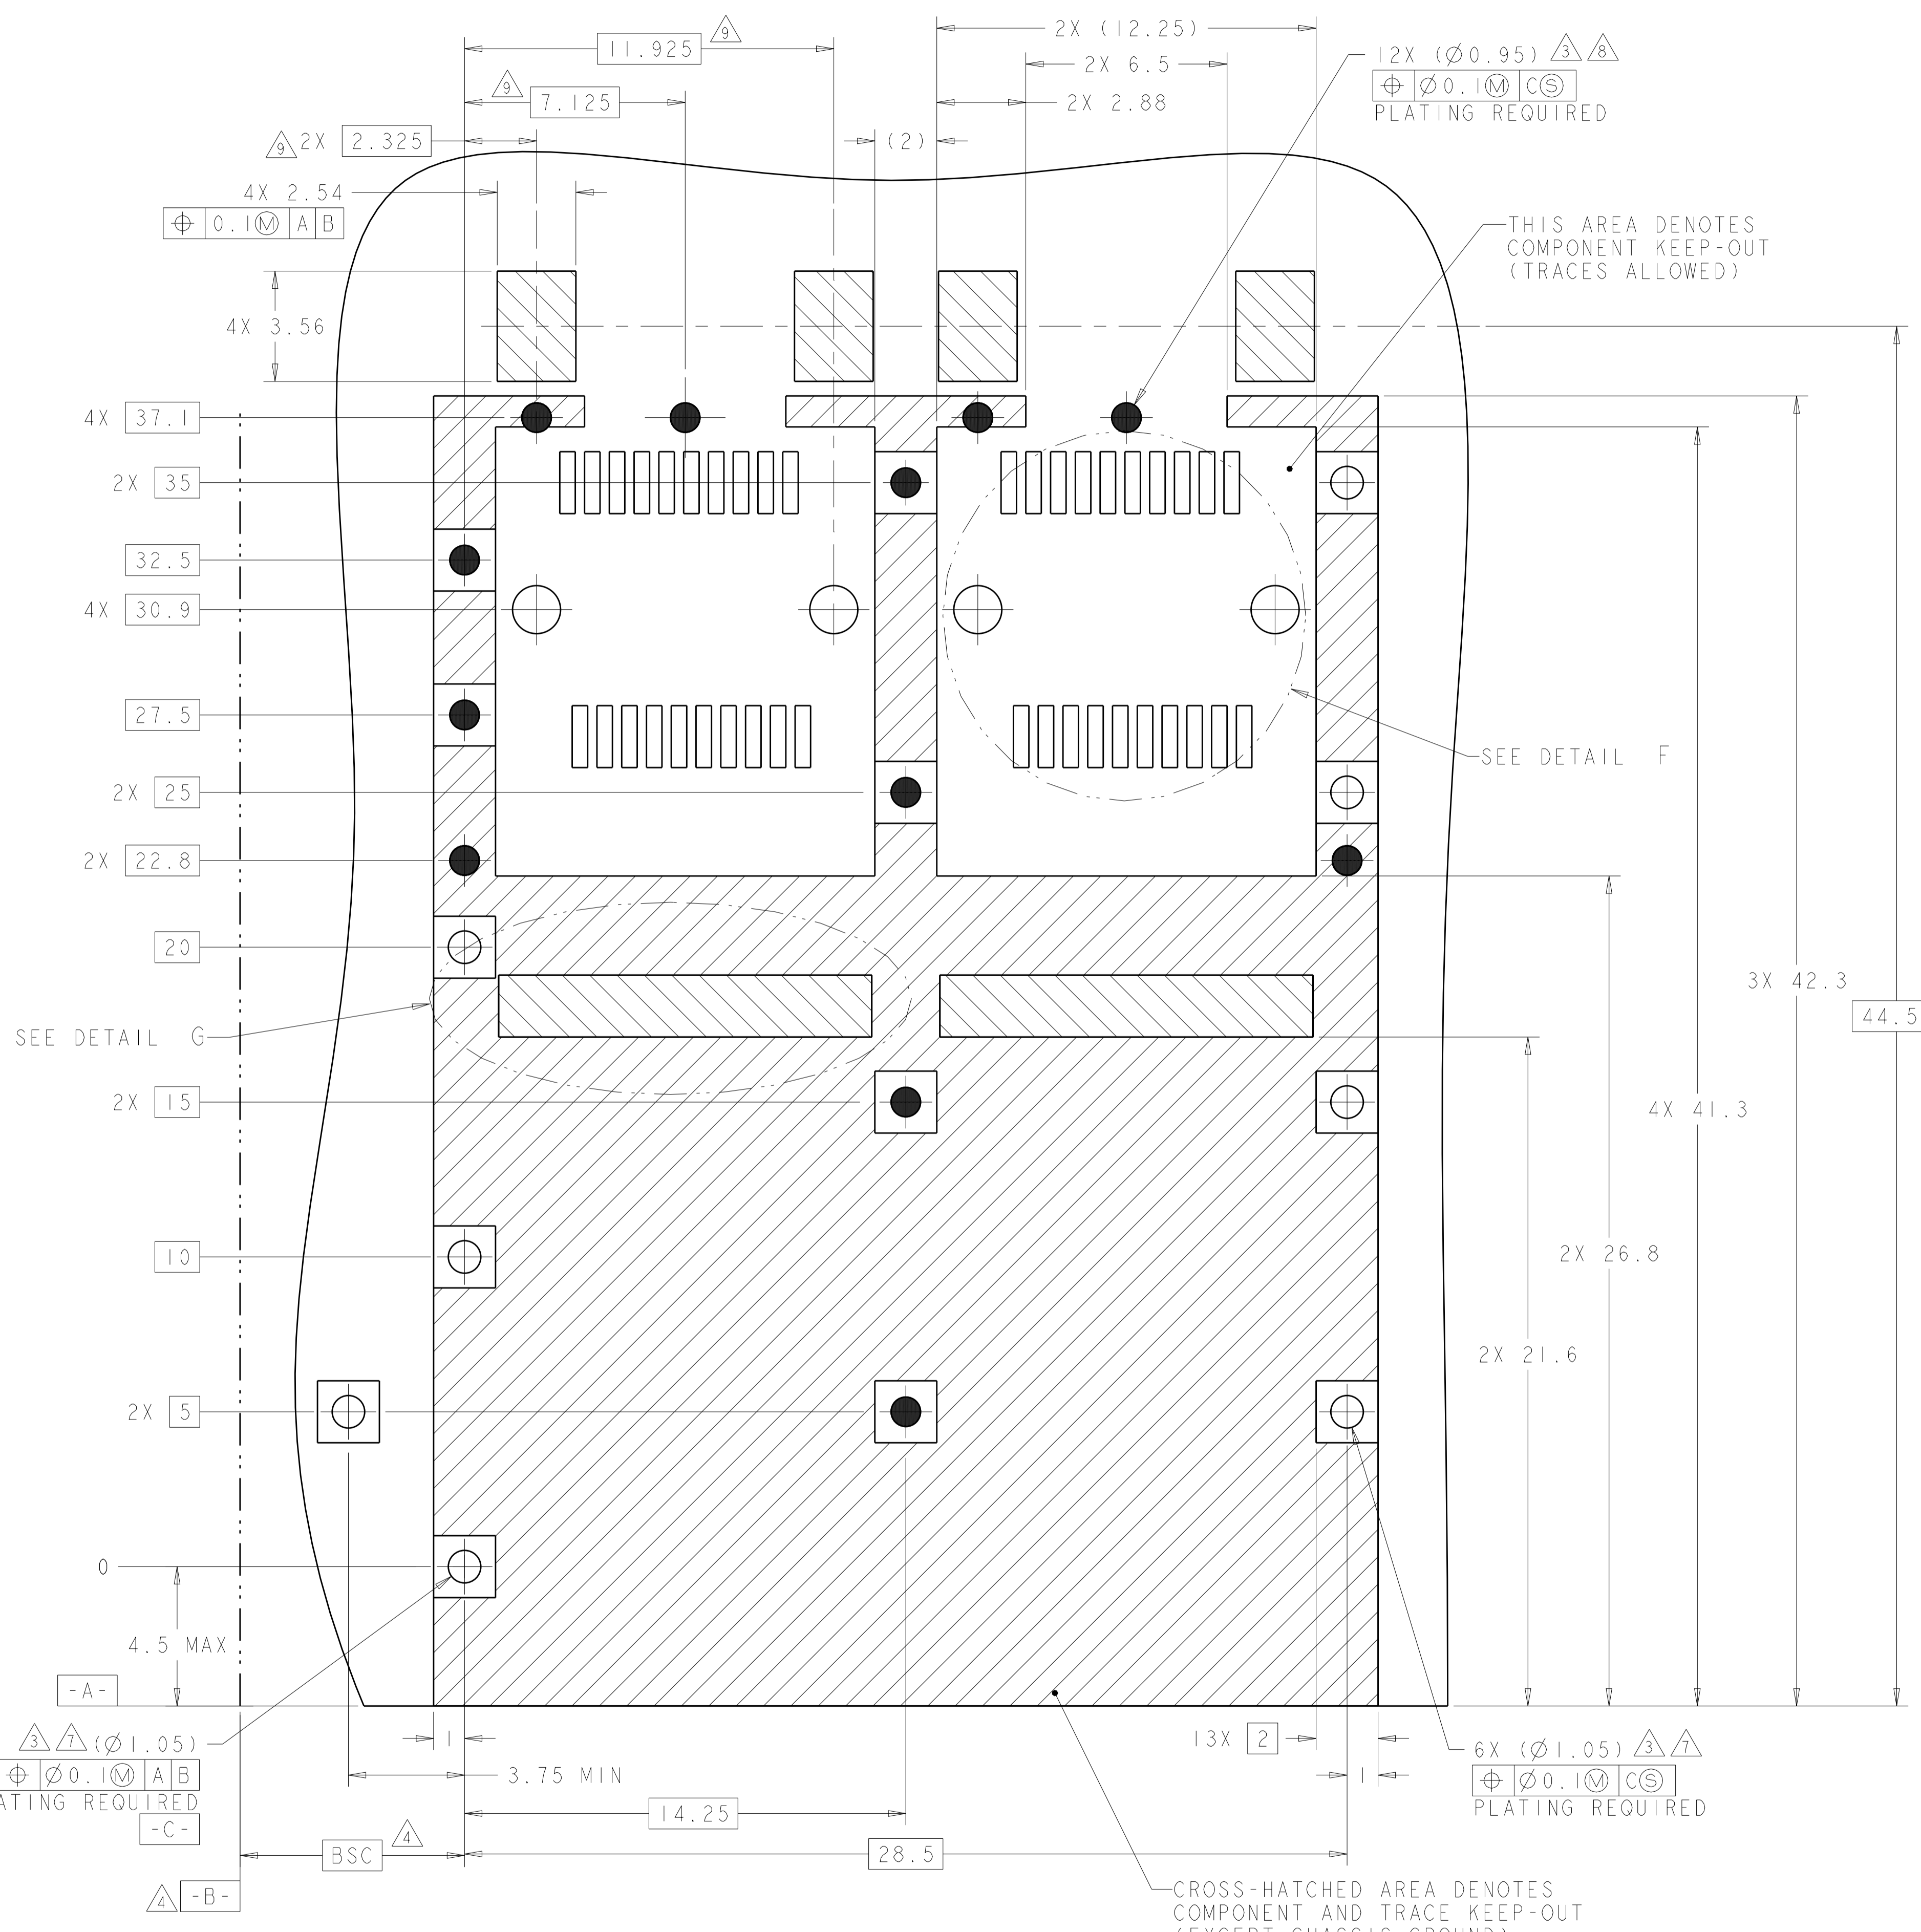 11.925
9
2X (12.25)
12X (Ø0.95) 3 8
2X 6.5
Ø0.1Ⓜ CⓈ
9
7.125
2X 2.88
PLATING REQUIRED
9 2X 2.325
(2)
4X 2.54
0.1Ⓜ A B
THIS AREA DENOTES
COMPONENT KEEP-OUT
(TRACES ALLOWED)
4X 3.56
4X 37.1
2X 35
32.5
4X 30.9
27.5
SEE DETAIL F
2X 25
2X 22.8
20
3X 42.3
44.5
SEE DETAIL G
2X 15
4X 41.3
10
2X 26.8
2X 21.6
2X 5
0
4.5 MAX
-A-
3 7 (Ø1.05)
Ø0.1Ⓜ A B
ATING REQUIRED
-C-
1
13X 2
6X (Ø1.05) 3 7
3.75 MIN
1
Ø0.1Ⓜ CⓈ
PLATING REQUIRED
14.25
BSC 4
28.5
4 -B-
CROSS-HATCHED AREA DENOTES
COMPONENT AND TRACE KEEP-OUT
(EXCEPT CHASSIS GROUND)